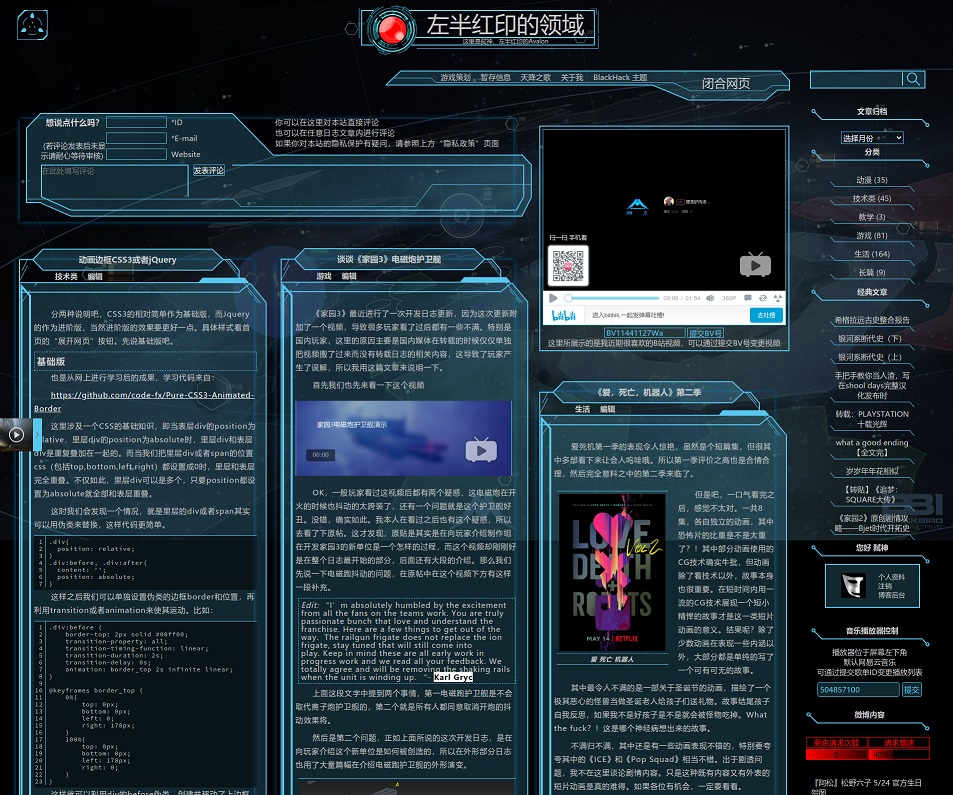 左半红印的领域
这里是弑神，左半红印的Avalon
游戏策划
暂存信息
天降之歌
关于我
BlackHack 主题
闭合网页
想说点什么吗？
*ID
*E-mail
(若评论发表后未显
示请耐心等待审核)
Website
在此处填写评论
发表评论
你可以在这里对本站直接评论
也可以在任意日志文章内进行评论
如果你对本站的隐私保护有疑问，请参照上方“隐私政策”页面
动画边框CSS3或者jQuery
技术类 编辑
分两种说明吧，CSS3的相对简单作为基础版，而Jquery
的作为进阶版，当然进阶版的效果要更好一点。具体样式看首
页的“展开网页”按钮。先说基础版吧。
基础版
也是从网上进行学习后的成果，学习代码来自：
https://github.com/code-fx/Pure-CSS3-Animated-
Border
这里涉及一个CSS的基础知识，即当表层div的position为
lative，里层div的position为absolute时，里层div和表层
div是重复叠加在一起的。而当我们把里层div或者span的位置
css（包括top,bottom,left,right）都设置成0时，里层和表层
完全重叠。不仅如此，里层div可以是多个，只要position都设
置为absolute就全部和表层重叠。
这时我们会发现一个情况，就是里层的div或者span其实
可以用伪类来替换，这样代码更简单。
1 .div{
2 position: relative;
3 }
4 .div:before, .div:after{
5 content: '';
6 position: absolute;
7 }
这样之后我们可以单独设置伪类的边框border和位置，再
利用transition或者animation来使其运动。比如：
1 .div:before {
2 border-top: 2px solid #00ff00;
3 transition-property: all;
4 transition-timing-function: linear;
5 transition-duration: 2s;
6 transition-delay: 0s;
7 animation: border_top 2s infinite linear;
8 }
9
10 @keyframes border_top {
11 0%{
12 top: 0px;
13 bottom: 0px;
14 left: 0;
15 right: 178px;
16 }
17 100%{
18 top: 0px;
19 bottom: 0px;
20 left: 178px;
21 right: 0;
22 }
23 }
谈谈《家园3》电磁炮护卫舰
游戏 编辑
《家园3》最近进行了一次开发日志更新，因为这次更新附
加了一个视频，导致很多玩家看了过后都有一些不满。特别是
国内玩家，这里的原因主要是国内媒体在转载的时候仅仅单独
把视频搬了过来而没有转载日志的相关内容，这导致了玩家产
生了误解，所以我用这篇文章来说明一下。
首先我们也先来看一下这个视频
家园3电磁炮护卫舰演示
00:00
OK，一般玩家看过这视频后都有两个疑惑，这电磁炮在开
火的时候也抖动的太跨装了，还有一个问题就是这个护卫舰好
丑。没错，确实如此。我本人在看过之后也有这个疑惑，所以
去看了下原帖。这才发现，原帖是其实是在向玩家介绍制作组
在开发家园3的新单位是一个怎样的过程，而这个视频却刚刚好
是在整个日志最开始的部分，后面还有大段的介绍。那么我们
先说一下电磁跑抖动的问题，在原帖中在这个视频下方有这样
一段补充。
Edit: “I’m absolutely humbled by the excitement
from all the fans on the teams work. You are truly
passionate bunch that love and understand the
franchise. Here are a few things to get out of the
way. The railgun frigate does not replace the ion
frigate, stay tuned that will still come into
play. Keep in mind these are all early work in
progress work and we read all your feedback. We
totally agree and will be removing the shaking rails
when the unit is winding up. “- Karl Gryc
上面这段文字中提到两个事情，第一电磁跑护卫舰是不会
取代离子炮护卫舰的，第二个就是所有人都同意取消开炮的抖
动效果将。
然后是第二个问题，正如上面所说的这次开发日志，是在
向玩家介绍这个新单位是如何被创造的，所以在外形部分日志
也用了大量篇幅在介绍电磁跑护卫舰的外形演变。
扫一扫 手机看
00:00 / 01:54
360P
bilibili
进入bilibili,一起发弹幕吐槽!
去吐槽
BV11441127Wa
提交BV号
这里所展示的是我近期很喜欢的B站视频，可以通过提交BV号变更视频
《爱，死亡，机器人》第二季
生活 编辑
爱死机第一季的表现令人惊艳，虽然是个短篇集，但很其
中多部看下来让会人呜哇哦。所以第一季评价之高也是合情合
理，然后完全意料之中的第二季来临了。
LOVE
DEATH
+
ROBOTS
VOL 2
MAY 14 | NETFLIX
爱 死亡 机器人
但是吧，一口气看完之
后，感觉不太对。一共8
集，各自独立的动画，其中
恐怖片的比重是不是太重
了？！其中部分动画使用的
CG技术确实牛批，但动画
除了看技术以外，故事本身
也很重要。在短时间内用一
流的CG技术展现一个短小
精悍的故事才是这一类短片
动画的意义。结果呢？除了
少数动画在表现一些内涵以
外，大部分都是单纯的写了
一个可有可无的故事。
其中最令人不满的是一部关于圣诞节的动画，描绘了一个
极其恶心的怪兽当做圣诞老人给孩子们送礼物。故事结尾孩子
自我反思，如果我不是好孩子是不是就会被怪物吃掉。What
the fuck？！这是哪个神经病想出来的故事。
不满归不满，其中还是有一些动画表现不错的，特别要夸
夸其中的《ICE》和《Pop Squad》相当不错。出于剧透问
题，我不在这里谈论剧情内容。只是这种既有内容又有外表的
短片动画是真的难得。如果各位有机会，一定要看看。
文章归档
选择月份
分类
动漫 (35)
技术类 (45)
教学 (3)
游戏 (81)
生活 (164)
长篇 (9)
经典文章
希格拉远古史整合报告
银河系断代史（下）
银河系断代史（上）
手把手教你当人渣，写
在shool days完整汉
化发布时
转载：PLAYSTATION
十载光辉
what a good ending
【全文完】
岁岁年年花相似
【转贴】《追梦：
SQUARE大传》
《家园2》原创剧情攻
略——Bjet时代开拓史
您好 弑神
个人资料
注销
博客后台
音乐播放器控制
播放器位于屏幕左下角
默认网易云音乐
可通过提交歌单ID变更播放列表
504857100
提交
微博内容
剩余请求次数
请求增速
『阿松』松野六子 5/24 官方生日